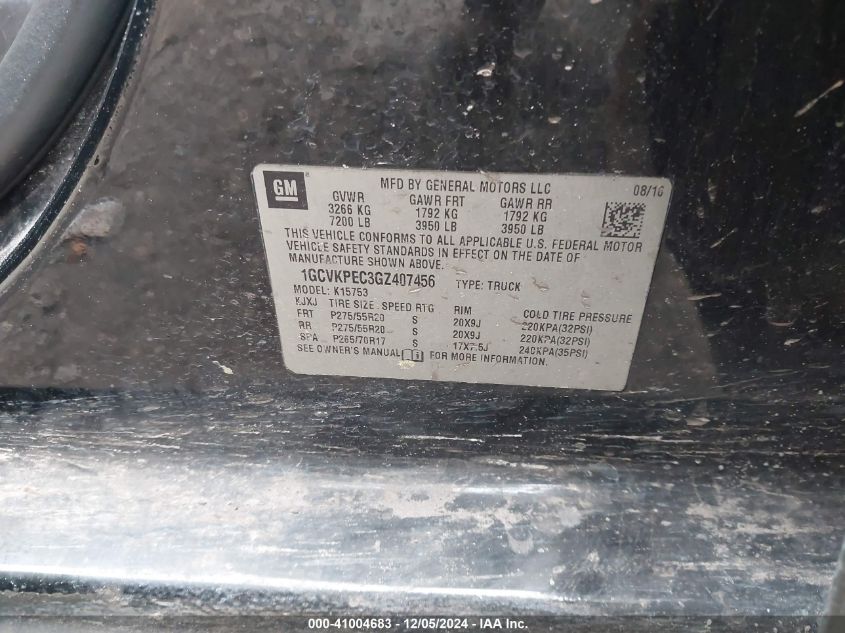 GM MFD BY GENERAL MOTORS LLC 08/16
GVWR GAWR FRT GAWR RR
3266 KG 1792 KG 1792 KG
7200 LB 3950 LB 3950 LB
THIS VEHICLE CONFORMS TO ALL APPLICABLE U.S. FEDERAL MOTOR
VEHICLE SAFETY STANDARDS IN EFFECT ON THE DATE OF
MANUFACTURE SHOWN ABOVE.
1GCVKPEC3GZ407456 TYPE: TRUCK
MODEL: K15753
KJXJ TIRE SIZE SPEED RTG RIM COLD TIRE PRESSURE
FRT P275/55R20 S 20X9J 220KPA(32PSI)
RR P275/55R20 S 20X9J 220KPA(32PSI)
SPA P265/70R17 S 17X7.5J 240KPA(35PSI)
SEE OWNER'S MANUAL FOR MORE INFORMATION.
000-41004683 - 12/05/2024 - © IAA Holdings, LLC.